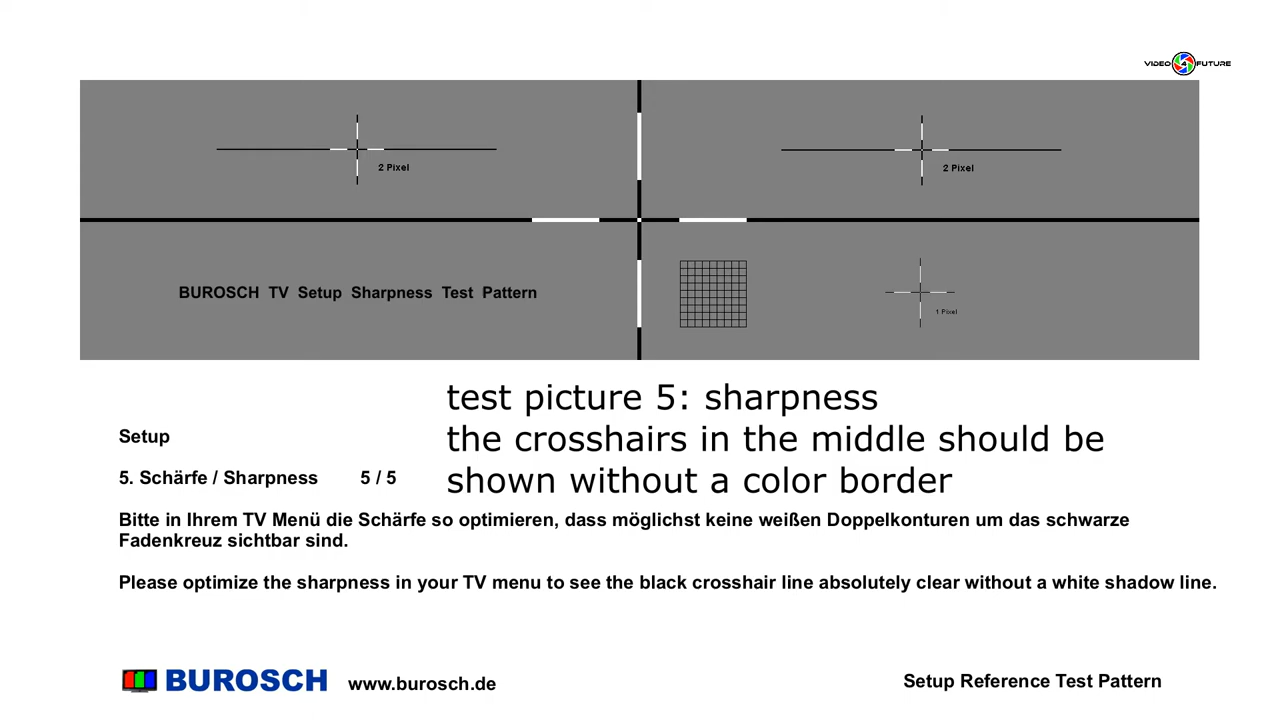 VIDEO 4 FUTURE
2 Pixel
2 Pixel
BUROSCH TV Setup Sharpness Test Pattern
1 Pixel
test picture 5: sharpness
the crosshairs in the middle should be
shown without a color border
Setup
5. Schärfe / Sharpness 5 / 5
Bitte in Ihrem TV Menü die Schärfe so optimieren, dass möglichst keine weißen Doppelkonturen um das schwarze
Fadenkreuz sichtbar sind.
Please optimize the sharpness in your TV menu to see the black crosshair line absolutely clear without a white shadow line.
BUROSCH www.burosch.de
Setup Reference Test Pattern